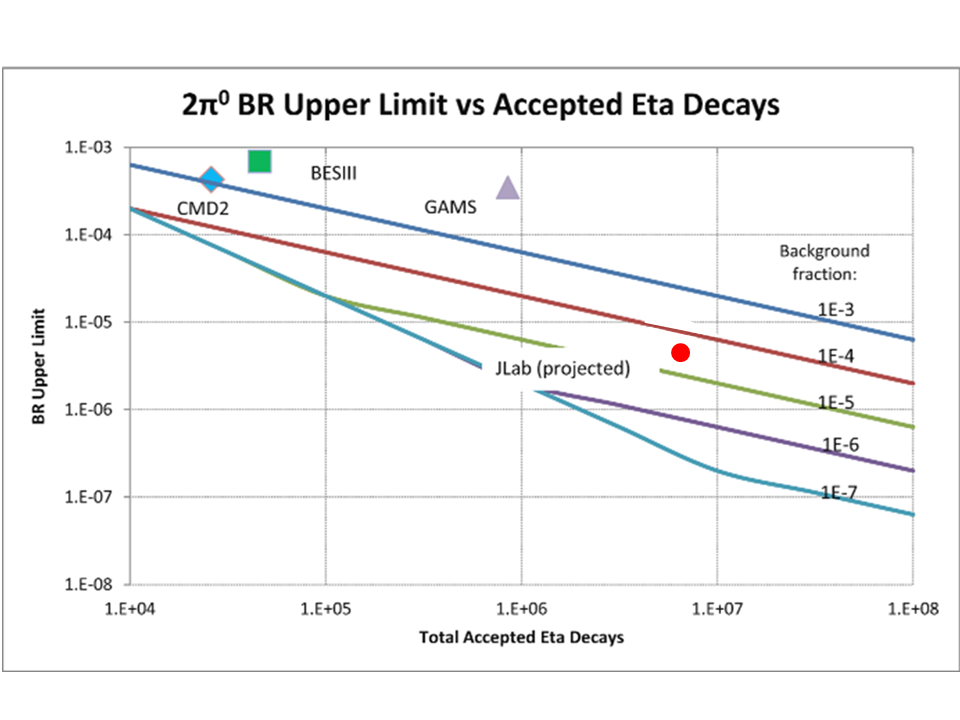 2π⁰ BR Upper Limit vs Accepted Eta Decays
1.E-03
1.E-04
1.E-05
1.E-06
1.E-07
1.E-08
BR Upper Limit
BESIII
CMD2
GAMS
JLab (projected)
Background
fraction:
1E-3
1E-4
1E-5
1E-6
1E-7
1.E+04 1.E+05 1.E+06 1.E+07 1.E+08
Total Accepted Eta Decays